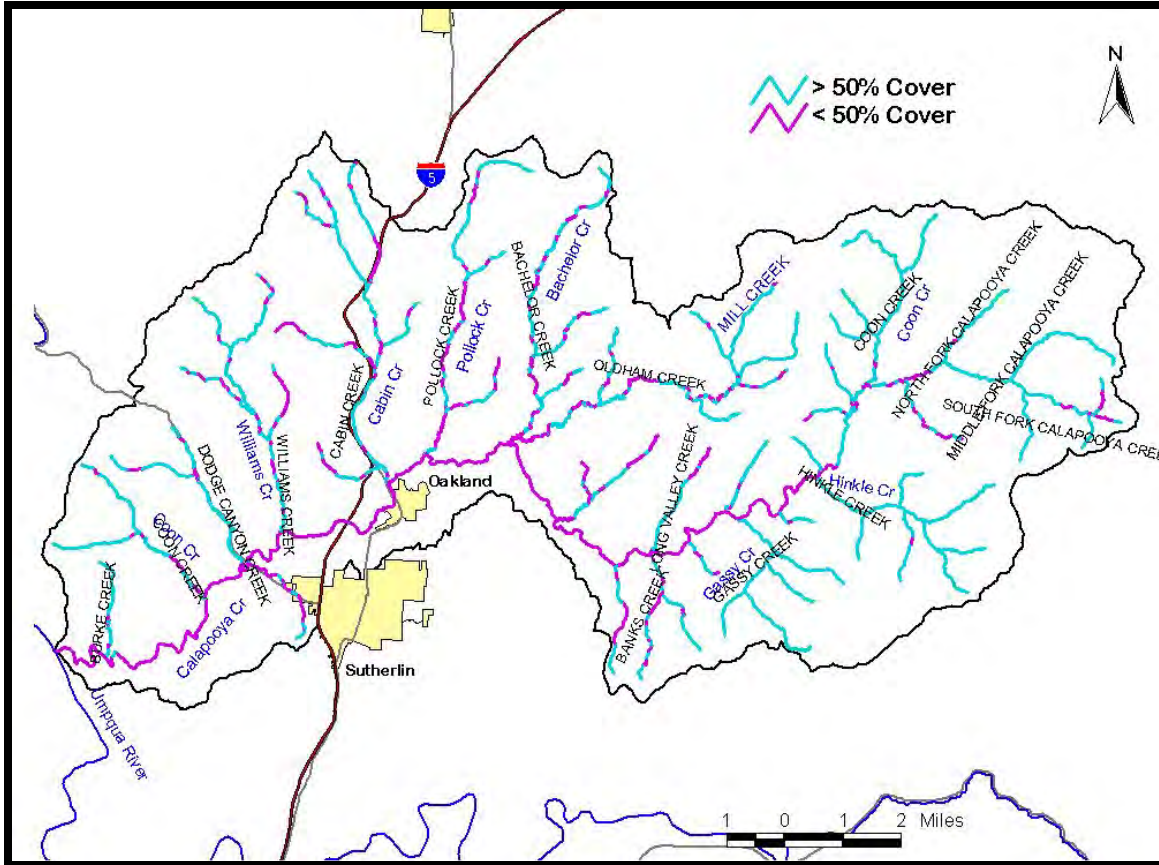 N
> 50% Cover
< 50% Cover
5
Bachelor Cr
BACHELOR CREEK
MILL CREEK
COON CREEK
Coon Cr
NORTH FORK CALAPOOYA CREEK
MIDDLE FORK CALAPOOYA CREEK
SOUTH FORK CALAPOOYA CREE
POLLOCK CREEK
Pollock Cr
OLDHAM CREEK
CABIN CREEK
Cabin Cr
Williams Cr
WILLIAMS CREEK
DODGE CANYON CREEK
Oakland
LONG VALLEY CREEK
Hinkle Cr
HINKLE CREEK
Coon Cr
COON CREEK
Gassy Cr
GASSY CREEK
BANKS CREEK
BURKE CREEK
Calapooya Cr
Sutherlin
Umpqua River
1 0 1 2 Miles